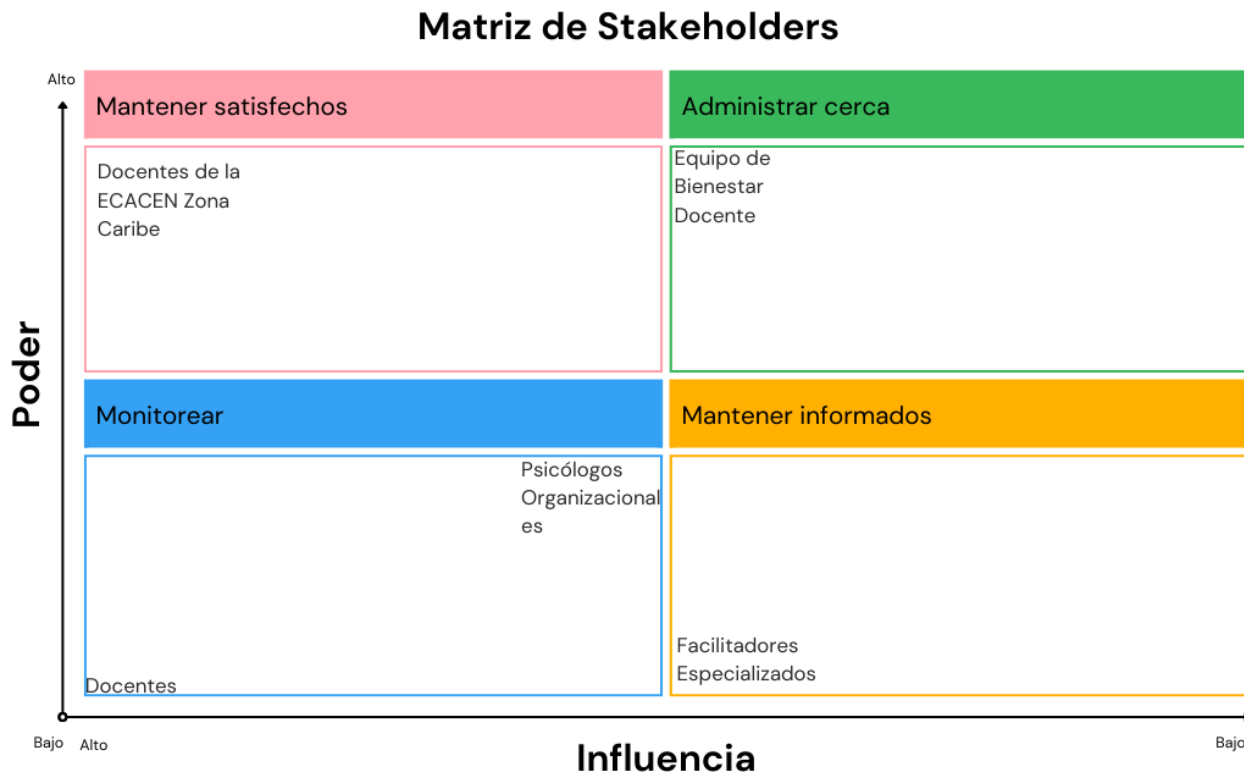 Matriz de Stakeholders
Alto
Mantener satisfechos
Administrar cerca
Docentes de la
ECACEN Zona
Caribe
Equipo de
Bienestar
Docente
Poder
Monitorear
Mantener informados
Psicólogos
Organizacional
es
Docentes
Facilitadores
Especializados
Bajo
Alto
Influencia
Bajo